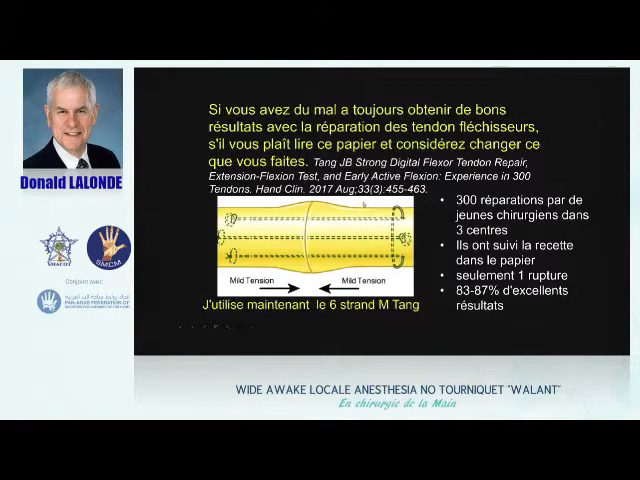 Si vous avez du mal a toujours obtenir de bons
résultats avec la réparation des tendon fléchisseurs,
s'il vous plaît lire ce papier et considérez changer ce
que vous faites. Tang JB Strong Digital Flexor Tendon Repair,
Extension-Flexion Test, and Early Active Flexion: Experience in 300
Tendons. Hand Clin. 2017 Aug;33(3):455-463.
Donald LALONDE
SMACOT
SMCM
Conjoint avec
PAN-ARAB FEDERATION OF
Mild Tension
Mild Tension
J'utilise maintenant le 6 strand M Tang
• 300 réparations par de
jeunes chirurgiens dans
3 centres
• Ils ont suivi la recette
dans le papier
• seulement 1 rupture
• 83-87% d'excellents
résultats
WIDE AWAKE LOCALE ANESTHESIA NO TOURNIQUET "WALANT"
En chirurgie de la Main